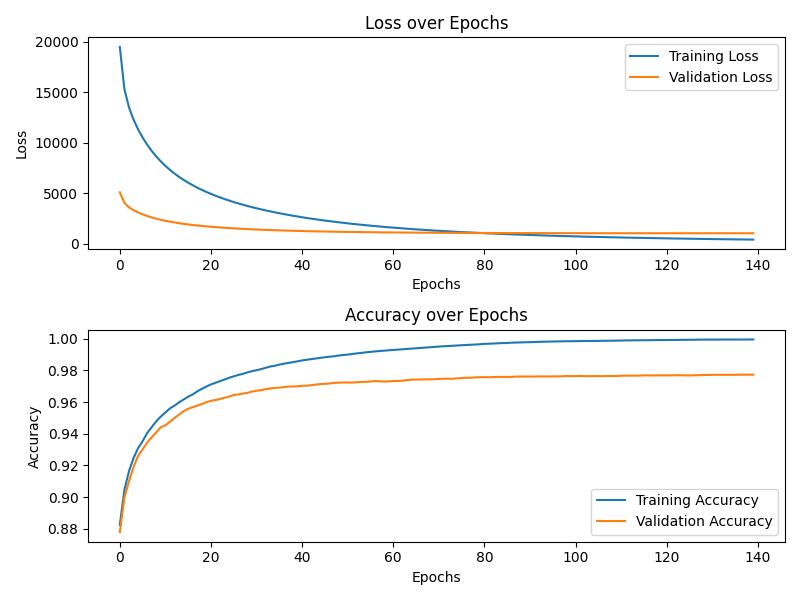 Loss over Epochs
20000
15000
10000
5000
0
Loss
Training Loss
Validation Loss
0 20 40 60 80 100 120 140
Epochs
Accuracy over Epochs
1.00
0.98
0.96
0.94
0.92
0.90
0.88
Accuracy
Training Accuracy
Validation Accuracy
0 20 40 60 80 100 120 140
Epochs